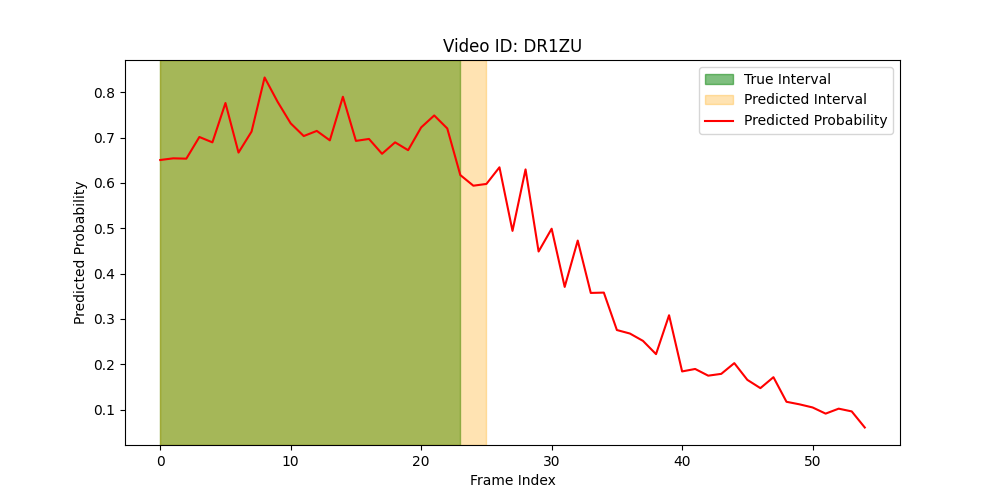 Video ID: DR1ZU
True Interval
Predicted Interval
Predicted Probability
Predicted Probability
0.8
0.7
0.6
0.5
0.4
0.3
0.2
0.1
0 10 20 30 40 50
Frame Index